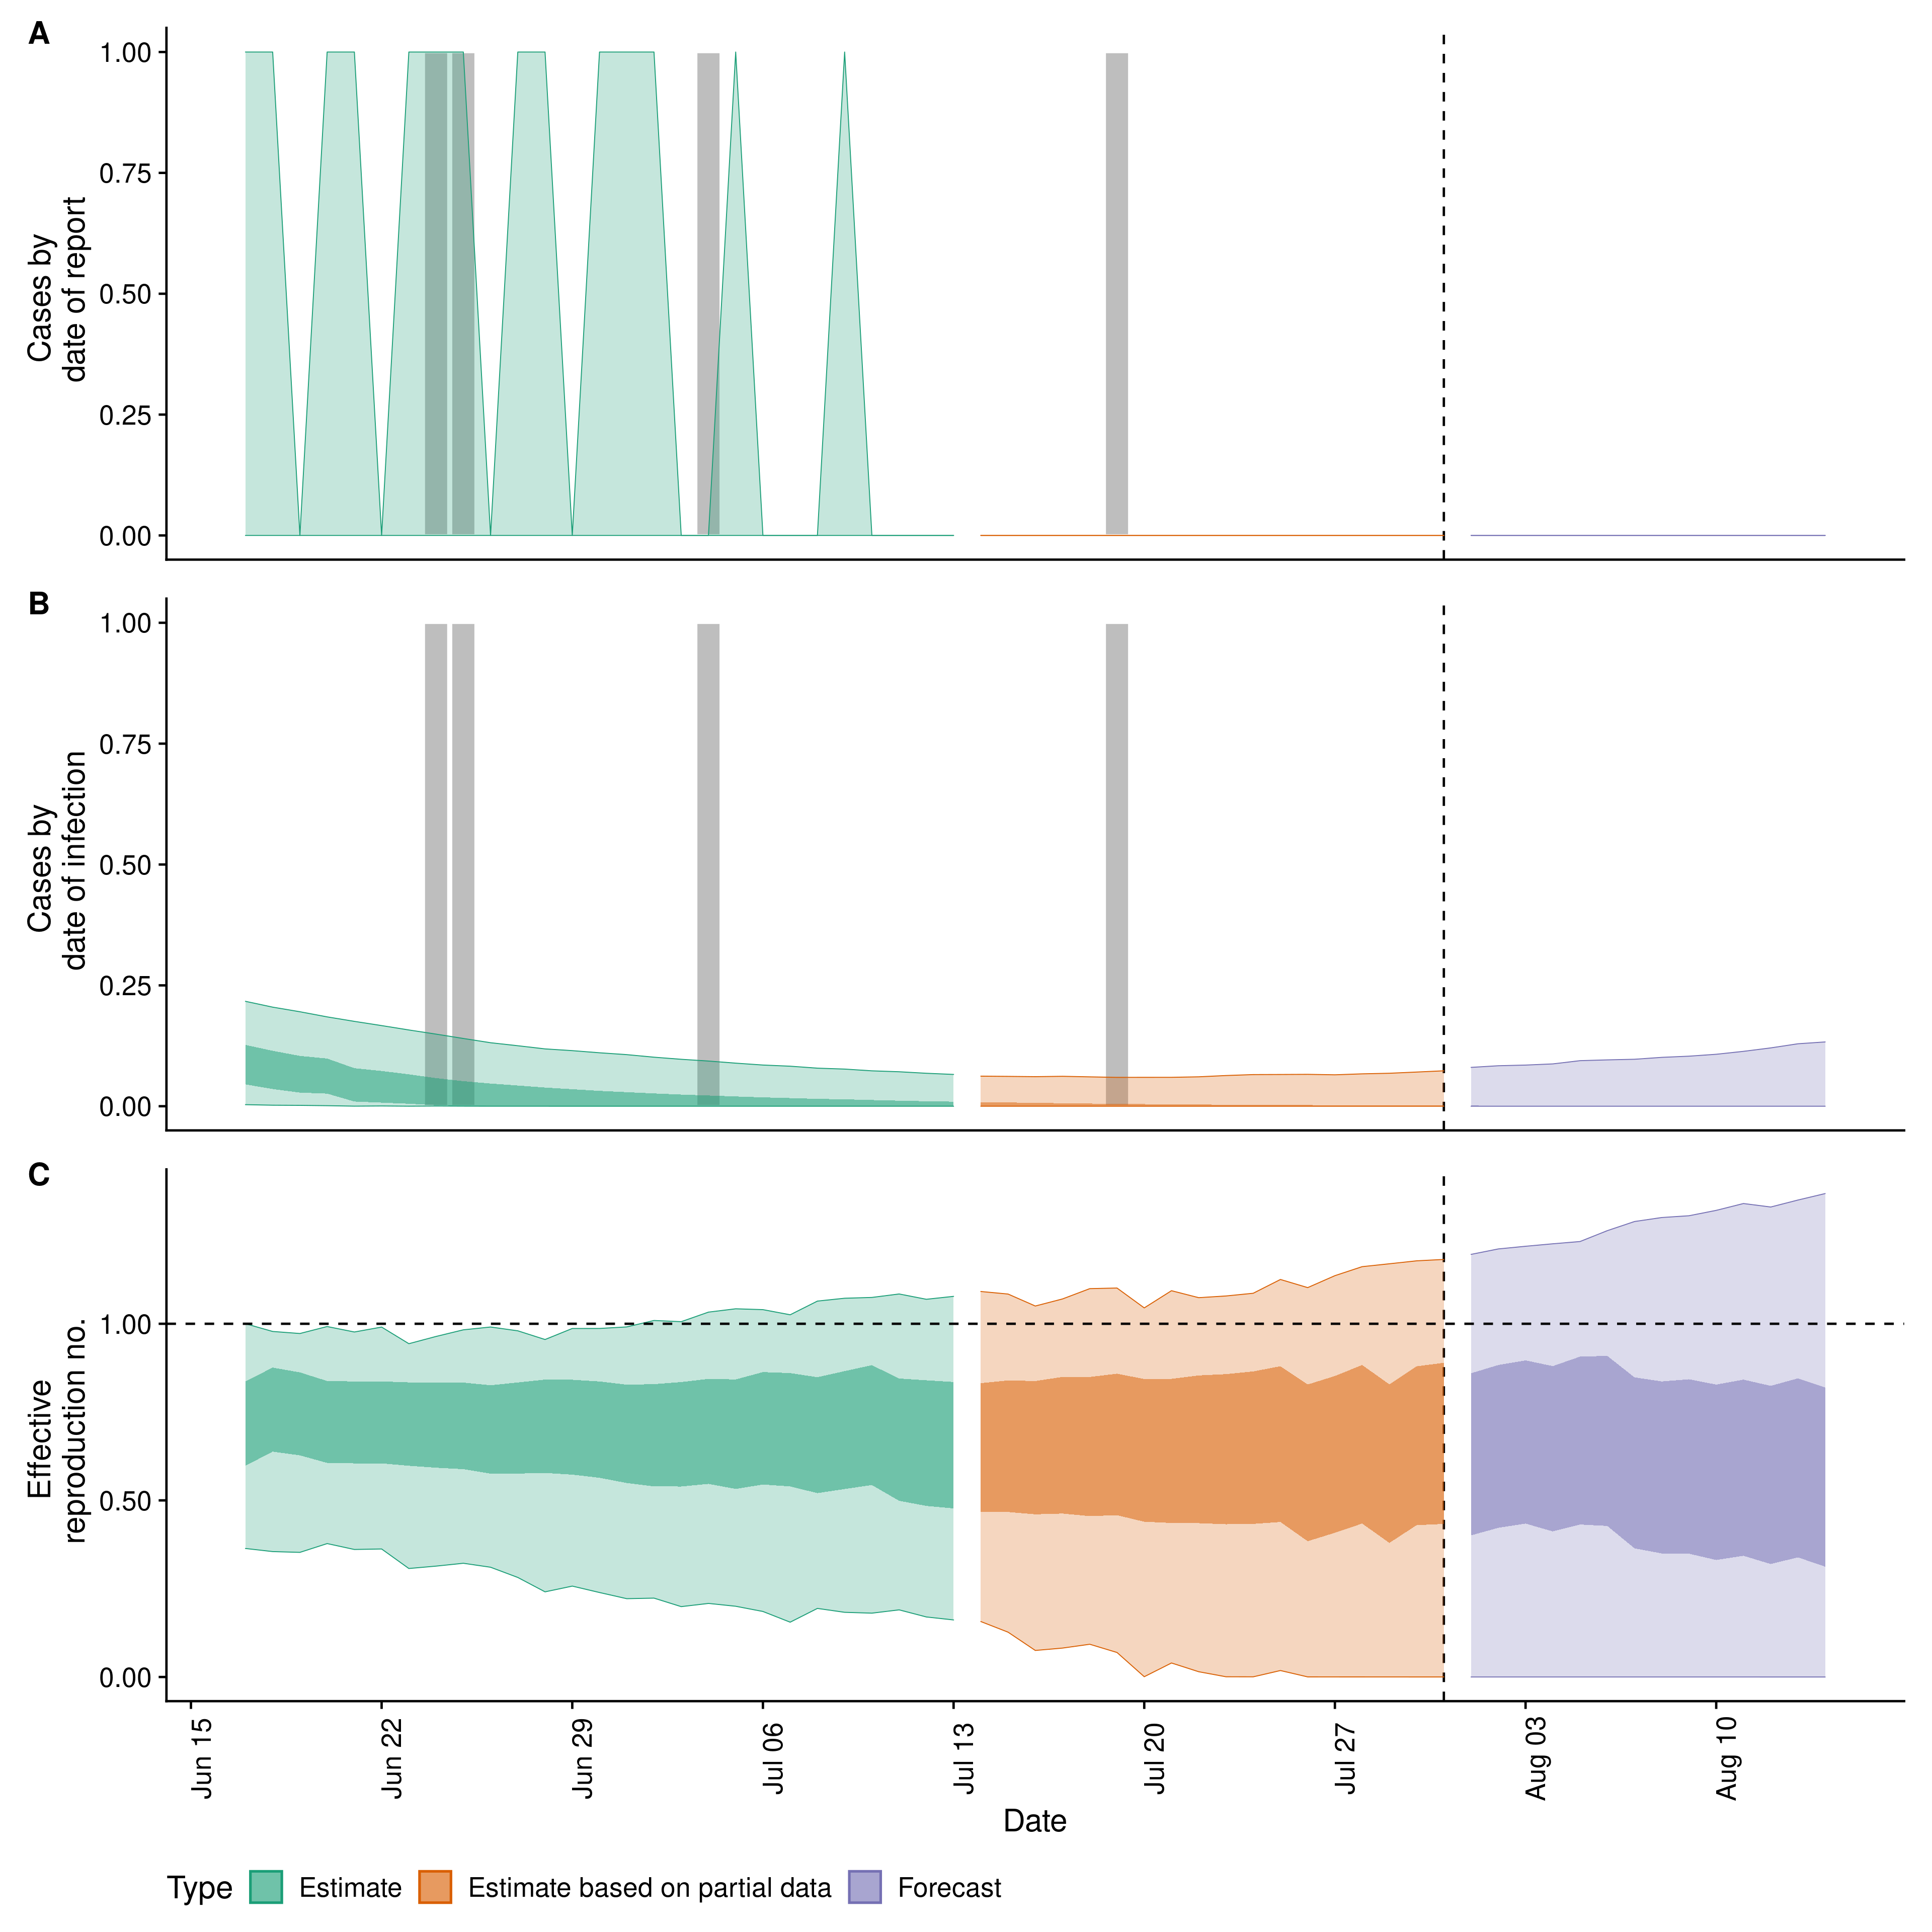 A
1.00
0.75
0.50
0.25
0.00
Cases by
date of report
B
1.00
0.75
0.50
0.25
0.00
Cases by
date of infection
C
1.00
0.50
0.00
Effective
reproduction no.
Jun 15
Jun 22
Jun 29
Jul 06
Jul 13
Jul 20
Jul 27
Aug 03
Aug 10
Date
Type Estimate Estimate based on partial data Forecast